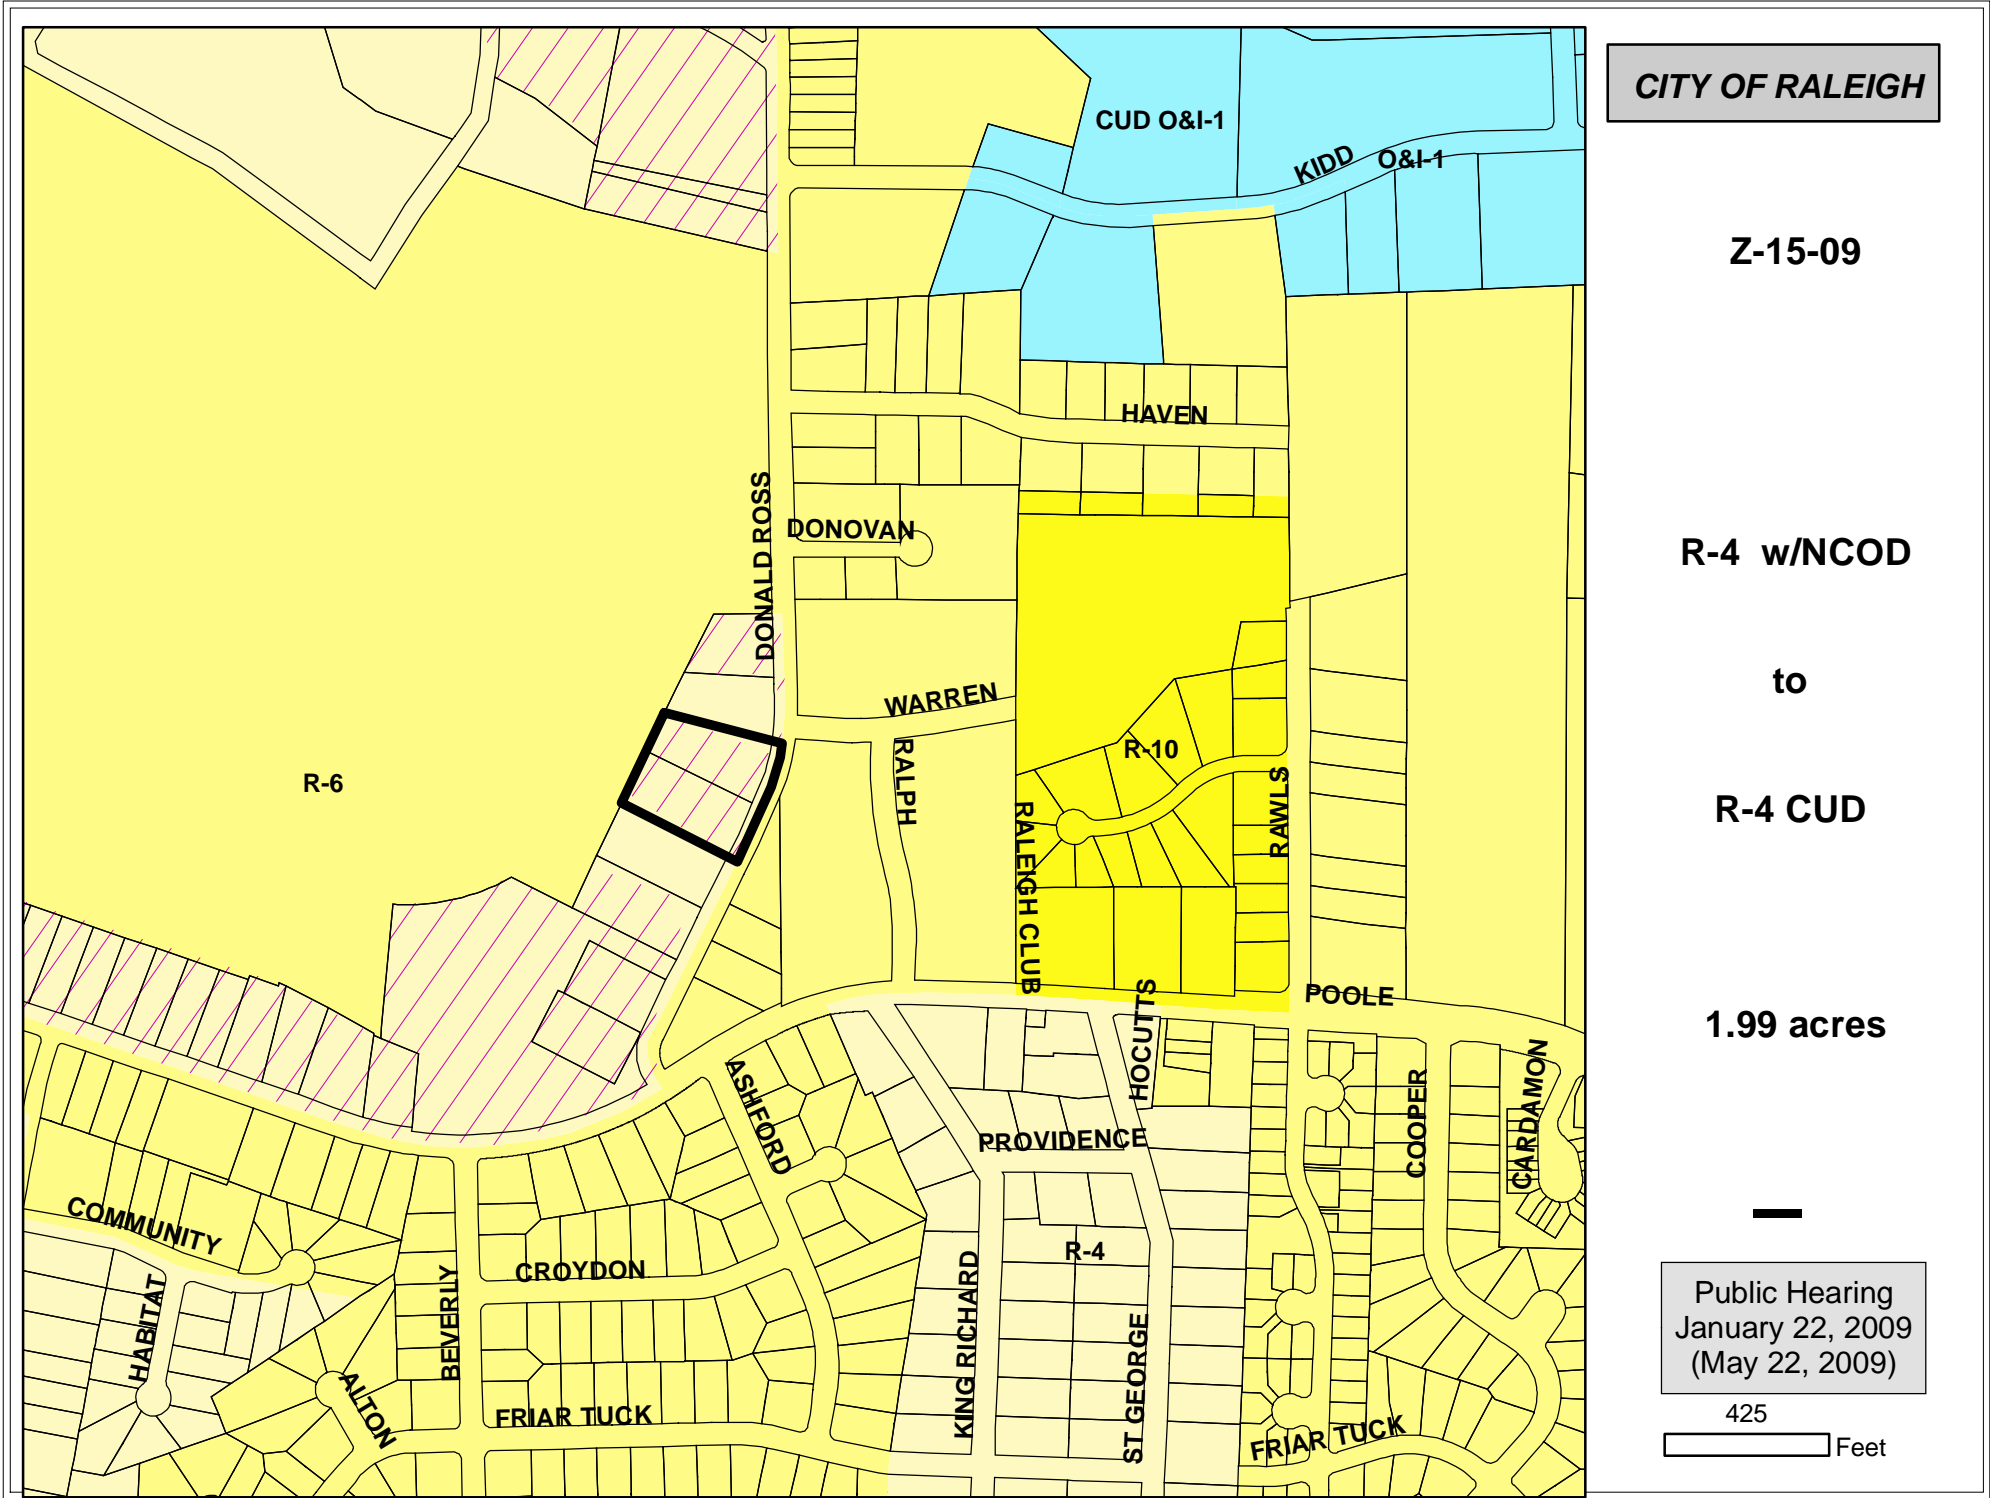 CITY OF RALEIGH
Z-15-09
R-4 w/NCOD
to
R-4 CUD
1.99 acres
Public Hearing
January 22, 2009
(May 22, 2009)
425
Feet
CUD O&I-1
KIDD
O&I-1
HAVEN
DONALD ROSS
DONOVAN
WARREN
RALPH
R-6
R-10
RALEIGH CLUB
RAWLS
POOLE
HOCUTTS
ASHFORD
PROVIDENCE
COOPER
CARDAMON
COMMUNITY
HABITAT
CROYDON
BEVERLY
R-4
KING RICHARD
ST GEORGE
ALTON
FRIAR TUCK
FRIAR TUCK